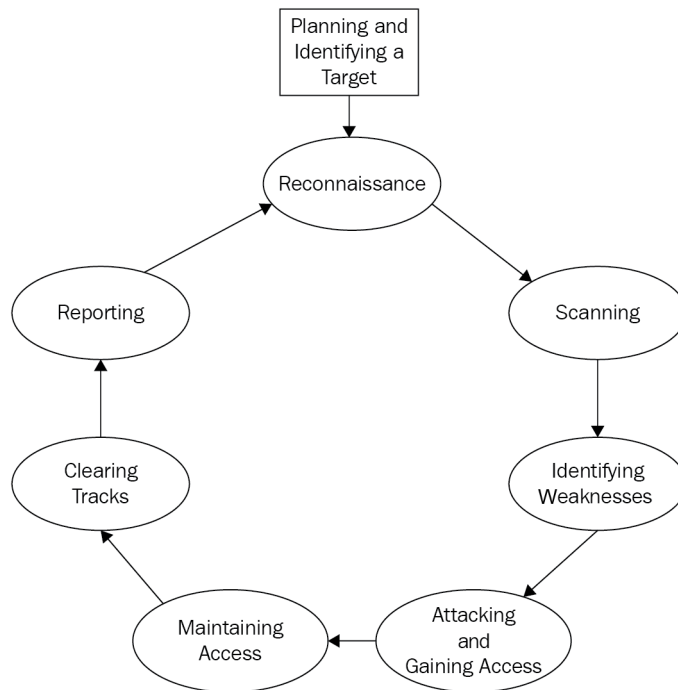 Planning and
Identifying a
Target
Reconnaissance
Scanning
Identifying
Weaknesses
Attacking
and
Gaining Access
Maintaining
Access
Clearing
Tracks
Reporting